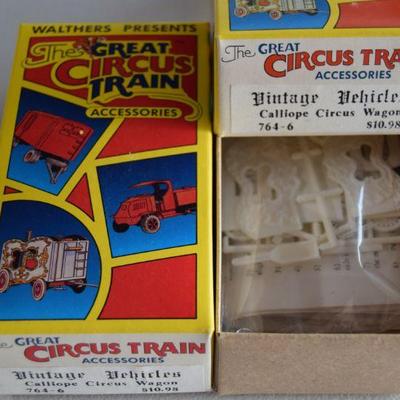 WALTHERS PRESENTS
The GREAT
CIRCUS
TRAIN
ACCESSORIES
The GREAT
CIRCUS TRAIN
ACCESSORIES
Vintage Vehicles
Calliope Circus Wagon
764-6 $10.98
The GREAT
CIRCUS TRAIN
ACCESSORIES
Vintage Vehicles
Calliope Circus Wagon
764-6 $10.98